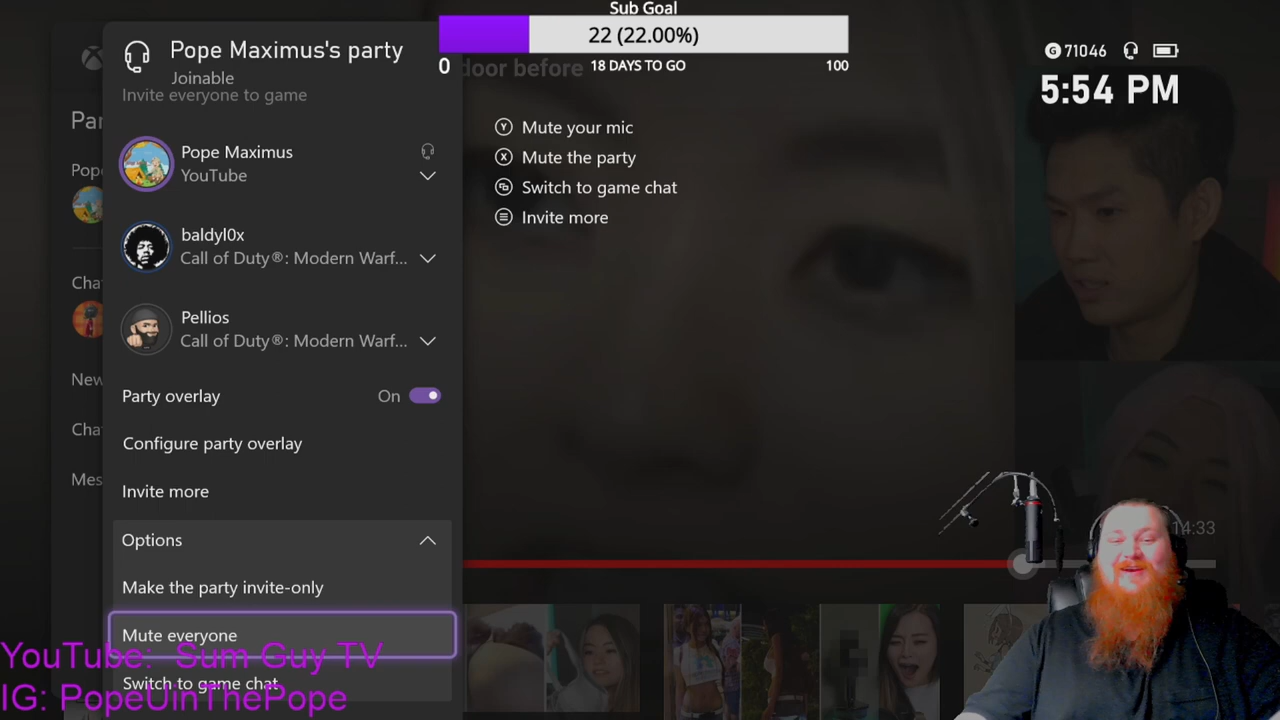 Sub Goal
22 (22.00%)
0
18 DAYS TO GO
100
door before
71046
5:54 PM
Pope Maximus's party
Joinable
Invite everyone to game
Pope Maximus
YouTube
baldyl0x
Call of Duty®: Modern Warf...
Pellios
Call of Duty®: Modern Warf...
Party overlay
On
Configure party overlay
Invite more
Options
Make the party invite-only
Mute everyone
Switch to game chat
Par
Pope
Cha
New
Cha
Mes
Y Mute your mic
X Mute the party
Switch to game chat
Invite more
14:33
YouTube: Sum Guy TV
IG: PopeUinThePope